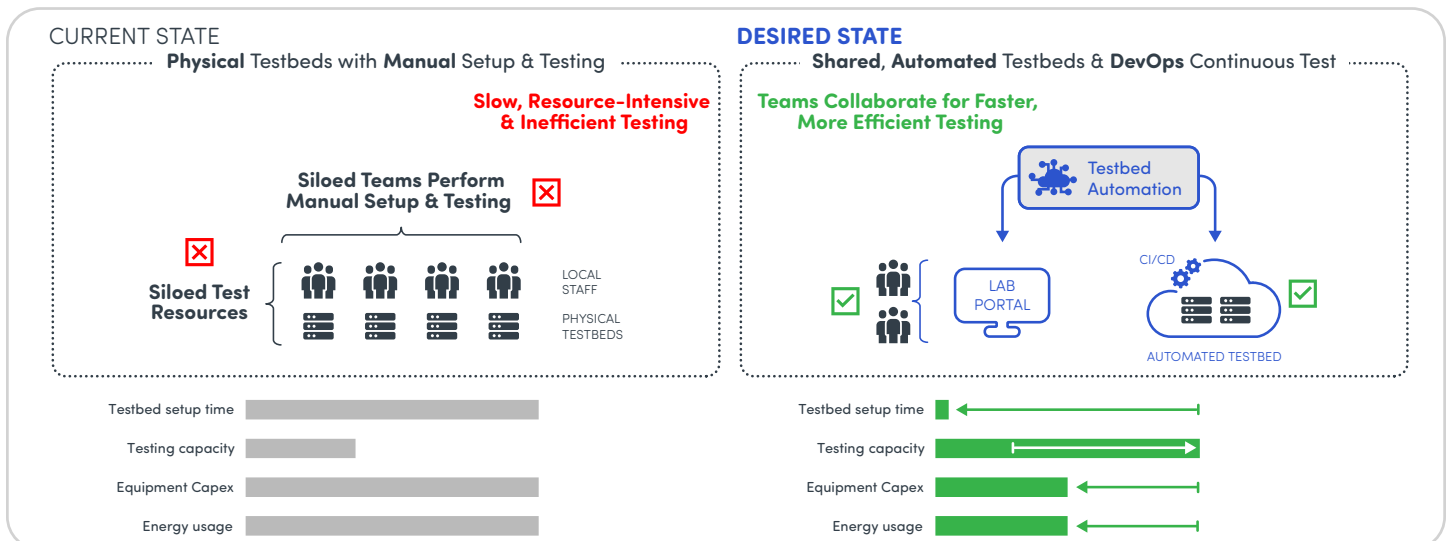 CURRENT STATE
Physical Testbeds with Manual Setup & Testing
Slow, Resource-Intensive
& Inefficient Testing
Siloed Teams Perform
Manual Setup & Testing
Siloed Test
Resources
LOCAL
STAFF
PHYSICAL
TESTBEDS
Testbed setup time
Testing capacity
Equipment Capex
Energy usage
DESIRED STATE
Shared, Automated Testbeds & DevOps Continuous Test
Teams Collaborate for Faster,
More Efficient Testing
Testbed
Automation
LAB
PORTAL
CI/CD
AUTOMATED TESTBED
Testbed setup time
Testing capacity
Equipment Capex
Energy usage